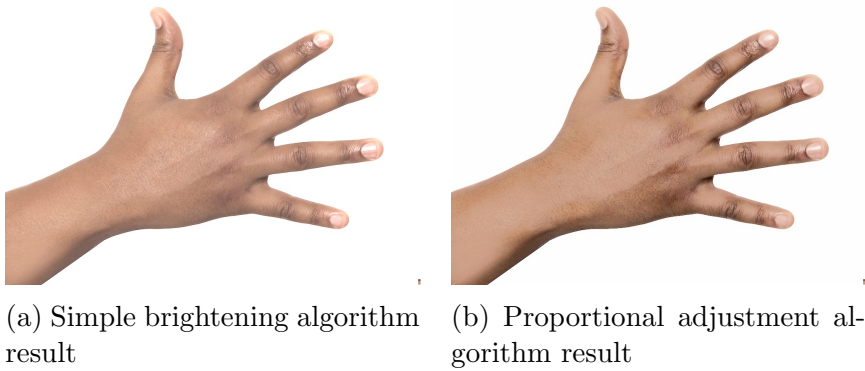 (a) Simple brightening algorithm
result
(b) Proportional adjustment al-
gorithm result